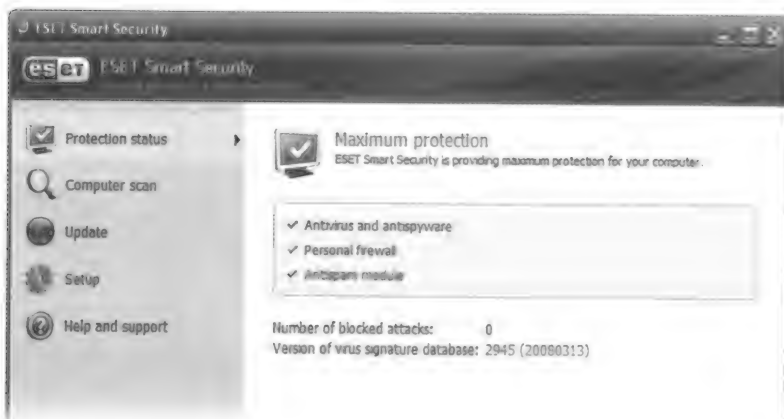 ESET Smart Security
eset ESET Smart Security
Protection status
Computer scan
Update
Setup
Help and support
Maximum protection
ESET Smart Security is providing maximum protection for your computer.
Antivirus and antispyware
Personal firewall
Antispam module
Number of blocked attacks: 0
Version of virus signature database: 2945 (20080313)